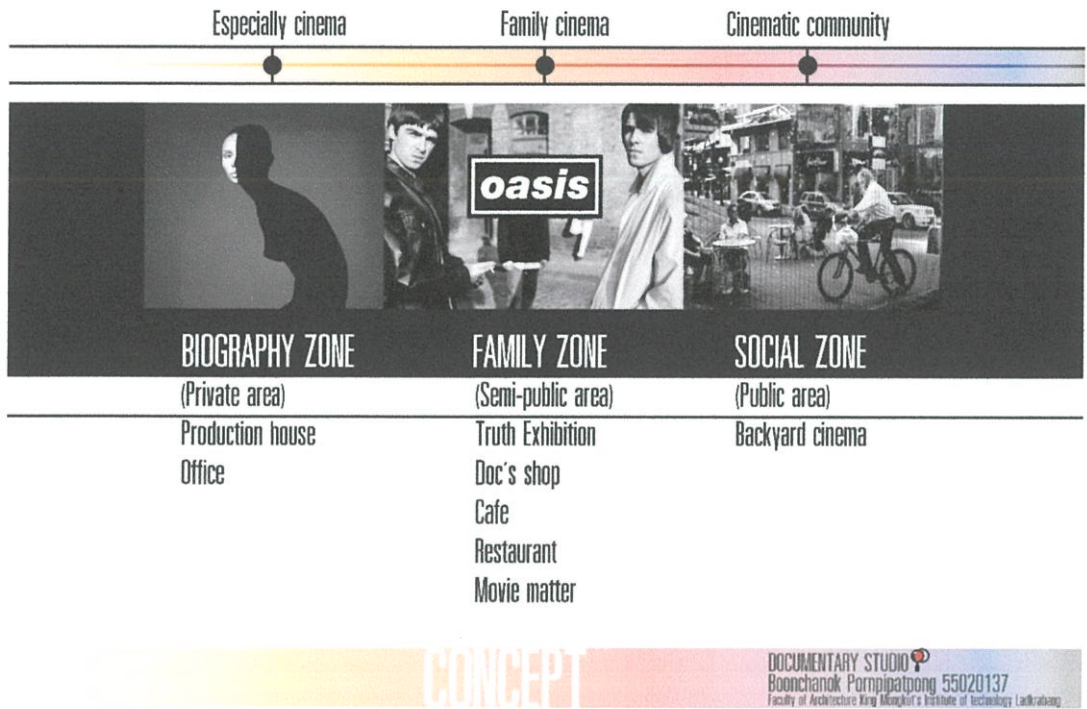 Especially cinema
Family cinema
Cinematic community
oasis
BIOGRAPHY ZONE
FAMILY ZONE
SOCIAL ZONE
(Private area)
(Semi-public area)
(Public area)
Production house
Truth Exhibition
Backyard cinema
Office
Doc's shop
Cafe
Restaurant
Movie matter
CONCEPT
DOCUMENTARY STUDIO
Boonchanok Pornpipatpong 55020137
Faculty of Architecture King Mongkut's Institute of technology Ladkrabang